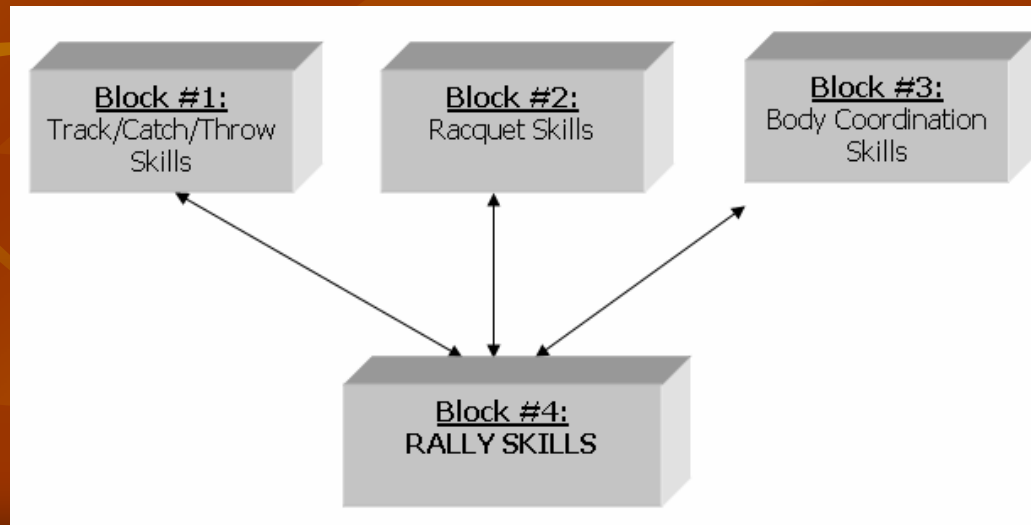 Block #1:
Track/Catch/Throw
Skills
Block #2:
Racquet Skills
Block #3:
Body Coordination
Skills
Block #4:
RALLY SKILLS